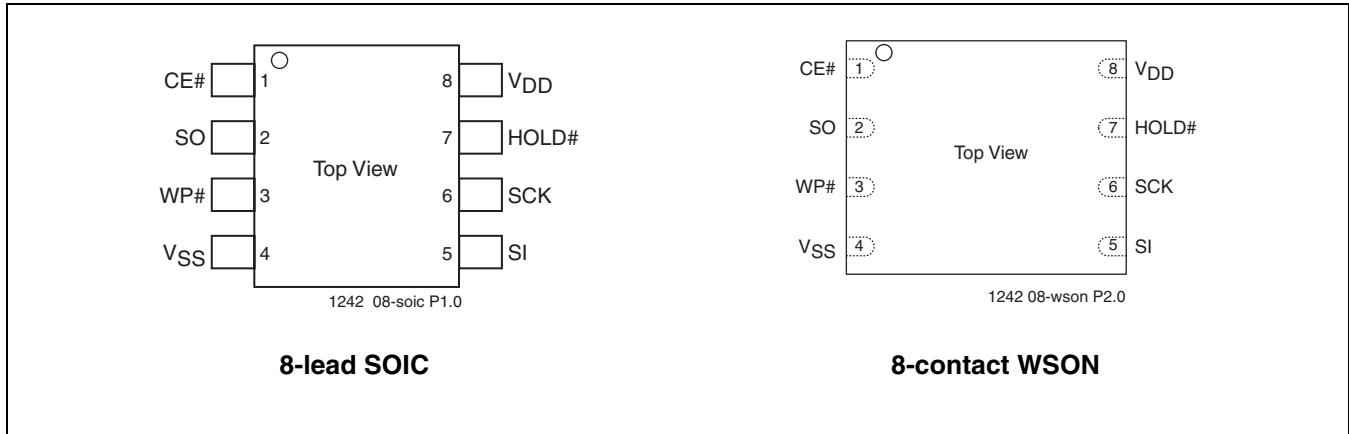 CE# 1 8 VDD
SO 2 7 HOLD#
Top View
WP# 3 6 SCK
VSS 4 5 SI
1242 08-soic P1.0
8-lead SOIC
CE# 1 8 VDD
SO 2 7 HOLD#
Top View
WP# 3 6 SCK
VSS 4 5 SI
1242 08-wson P2.0
8-contact WSON